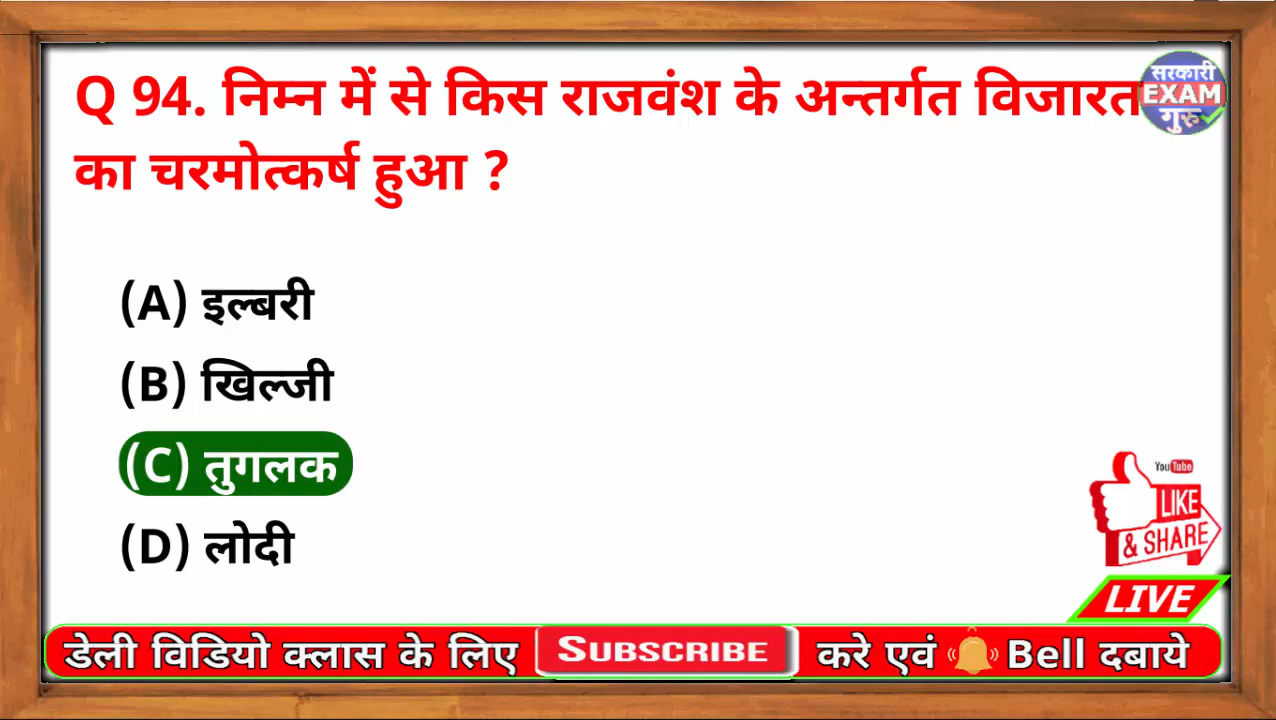 Q 94. निम्न में से किस राजवंश के अन्तर्गत विजारत
का चरमोत्कर्ष हुआ ?
सरकारी
EXAM
गुरु
(A) इल्बरी
(B) खिल्जी
(C) तुगलक
(D) लोदी
YouTube
LIKE
& SHARE
LIVE
डेली विडियो क्लास के लिए SUBSCRIBE करे एवं Bell दबाये